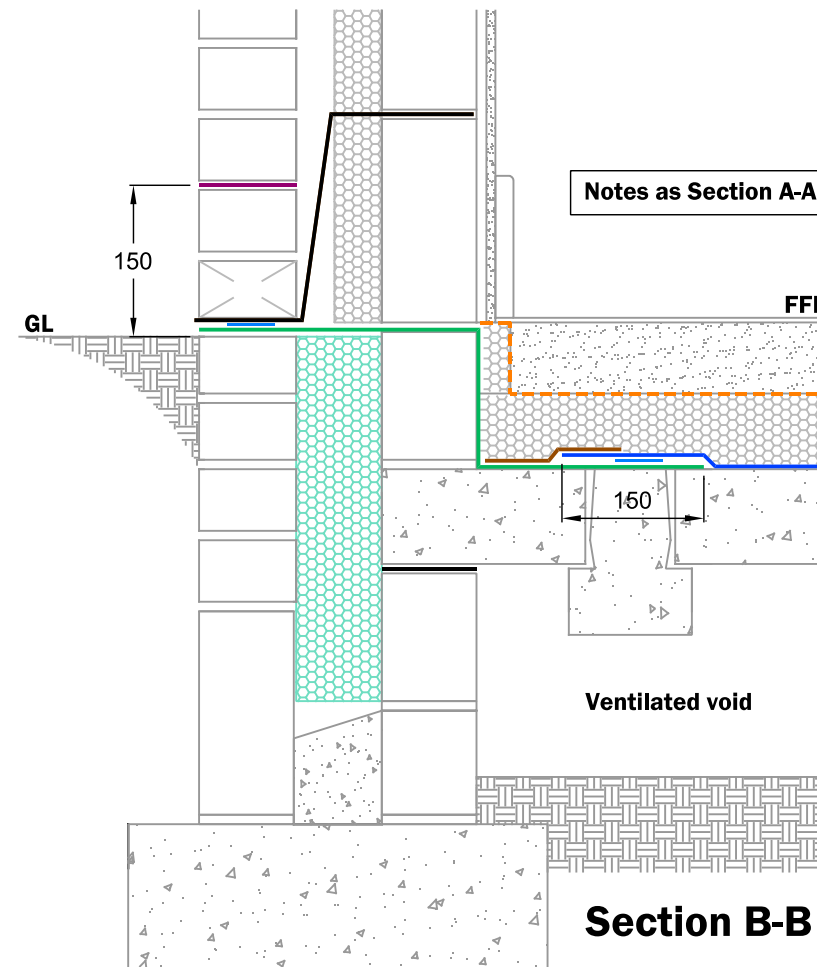 Notes as Section A-A
150
FFL
GL
150
Ventilated void
Section B-B